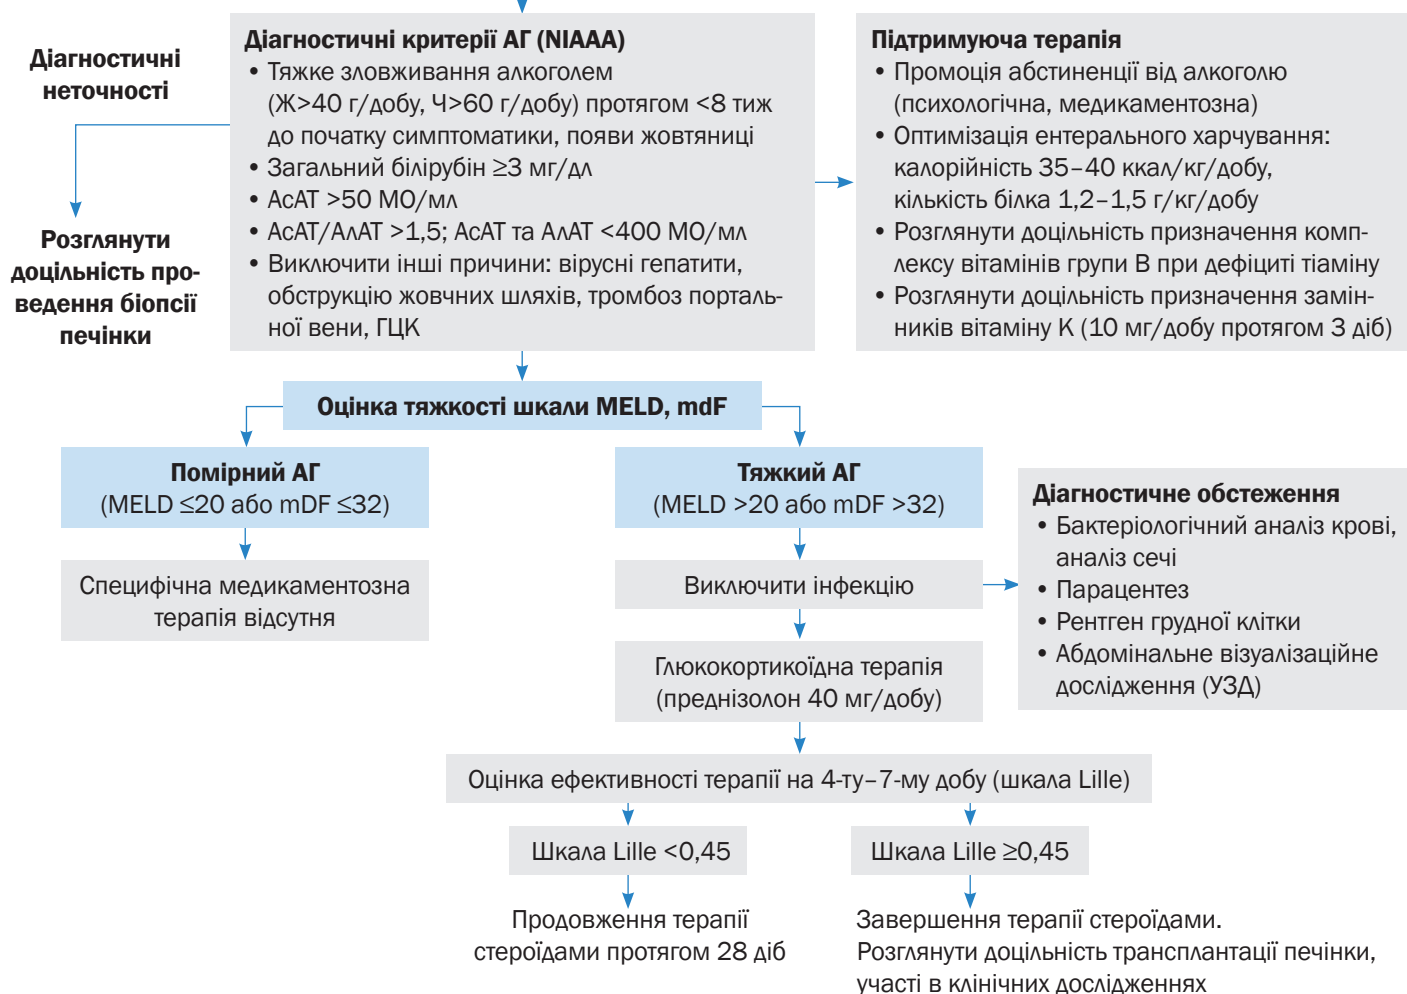 Діагностичні
неточності
Розглянути
доцільність про-
ведення біопсії
печінки
Діагностичні критерії АГ (NIAAA)
• Тяжке зловживання алкоголем
(Ж>40 г/добу, Ч>60 г/добу) протягом <8 тиж
до початку симптоматики, появи жовтяниці
• Загальний білірубін ≥3 мг/дл
• АсАТ >50 МО/мл
• АсАТ/АлАТ >1,5; АсАТ та АлАТ <400 МО/мл
• Виключити інші причини: вірусні гепатити,
обструкцію жовчних шляхів, тромбоз порталь-
ної вени, ГЦК
Підтримуюча терапія
• Промоція абстиненції від алкоголю
(психологічна, медикаментозна)
• Оптимізація ентерального харчування:
калорійність 35–40 ккал/кг/добу,
кількість білка 1,2–1,5 г/кг/добу
• Розглянути доцільність призначення комп-
лексу вітамінів групи В при дефіциті тіаміну
• Розглянути доцільність призначення замін-
ників вітаміну К (10 мг/добу протягом 3 діб)
Оцінка тяжкості шкали MELD, mdF
Помірний АГ
(MELD ≤20 або mDF ≤32)
Специфічна медикаментозна
терапія відсутня
Тяжкий АГ
(MELD >20 або mDF >32)
Виключити інфекцію
Діагностичне обстеження
• Бактеріологічний аналіз крові,
аналіз сечі
• Парацентез
• Рентген грудної клітки
• Абдомінальне візуалізаційне
дослідження (УЗД)
Глюкокортикоїдна терапія
(преднізолон 40 мг/добу)
Оцінка ефективності терапії на 4-ту–7-му добу (шкала Lille)
Шкала Lille <0,45
Продовження терапії
стероїдами протягом 28 діб
Шкала Lille ≥0,45
Завершення терапії стероїдами.
Розглянути доцільність трансплантації печінки,
участі в клінічних дослідженнях